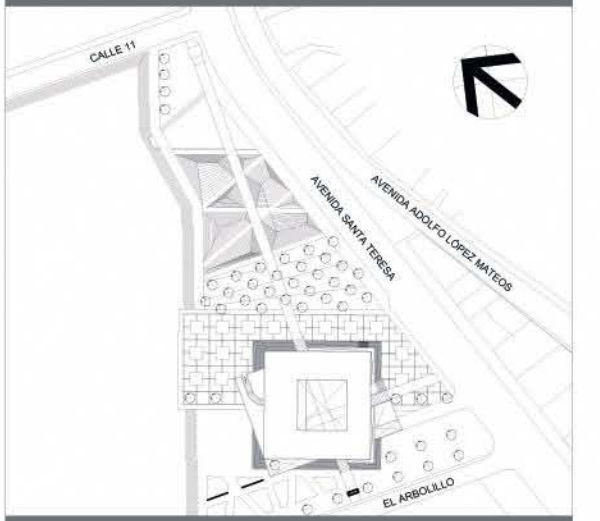 CALLE 11
AVENIDA SANTA TERESA
AVENIDA ADOLFO LÓPEZ MATEOS
EL ARBOLILLO